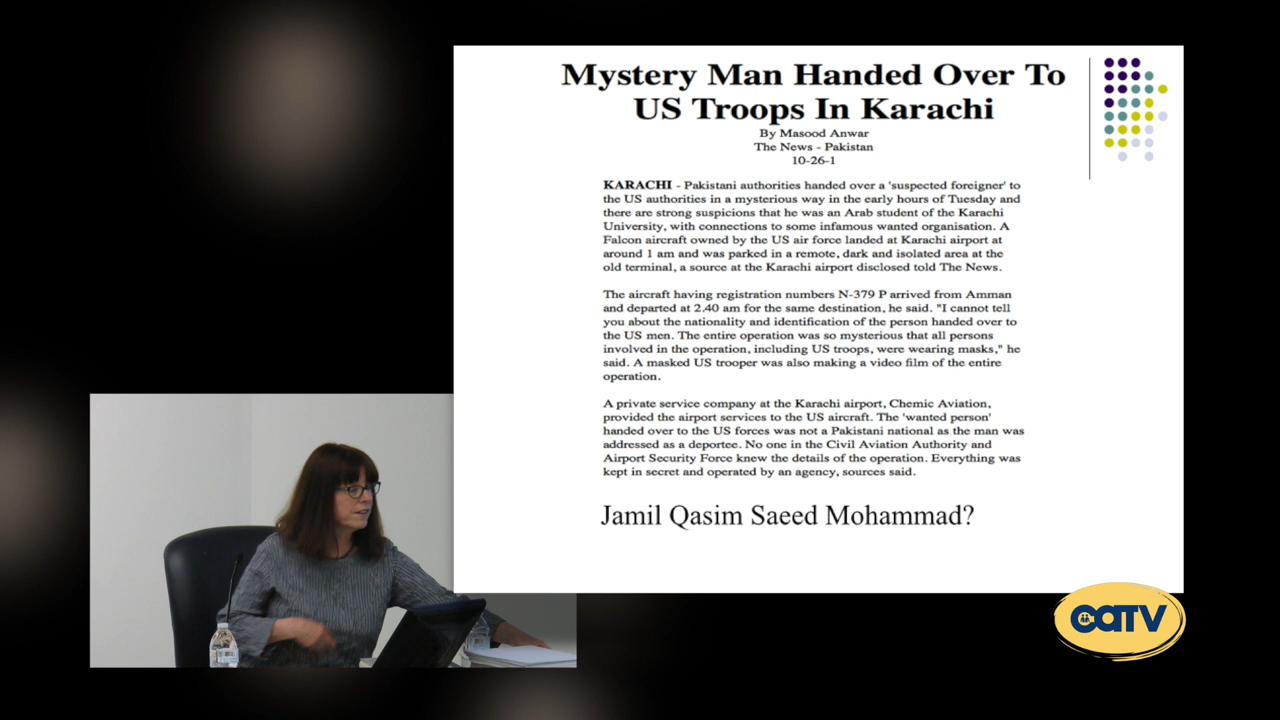 Mystery Man Handed Over To
US Troops In Karachi
By Masood Anwar
The News - Pakistan
10-26-1
KARACHI - Pakistani authorities handed over a 'suspected foreigner' to
the US authorities in a mysterious way in the early hours of Tuesday and
there are strong suspicions that he was an Arab student of the Karachi
University, with connections to some infamous wanted organisation. A
Falcon aircraft owned by the US air force landed at Karachi airport at
around 1 am and was parked in a remote, dark and isolated area at the
old terminal, a source at the Karachi airport disclosed told The News.
The aircraft having registration numbers N-379 P arrived from Amman
and departed at 2.40 am for the same destination, he said. "I cannot tell
you about the nationality and identification of the person handed over to
the US men. The entire operation was so mysterious that all persons
involved in the operation, including US troops, were wearing masks," he
said. A masked US trooper was also making a video film of the entire
operation.
A private service company at the Karachi airport, Chemic Aviation,
provided the airport services to the US aircraft. The 'wanted person'
handed over to the US forces was not a Pakistani national as the man was
addressed as a deportee. No one in the Civil Aviation Authority and
Airport Security Force knew the details of the operation. Everything was
kept in secret and operated by an agency, sources said.
Jamil Qasim Saeed Mohammad?
CATV